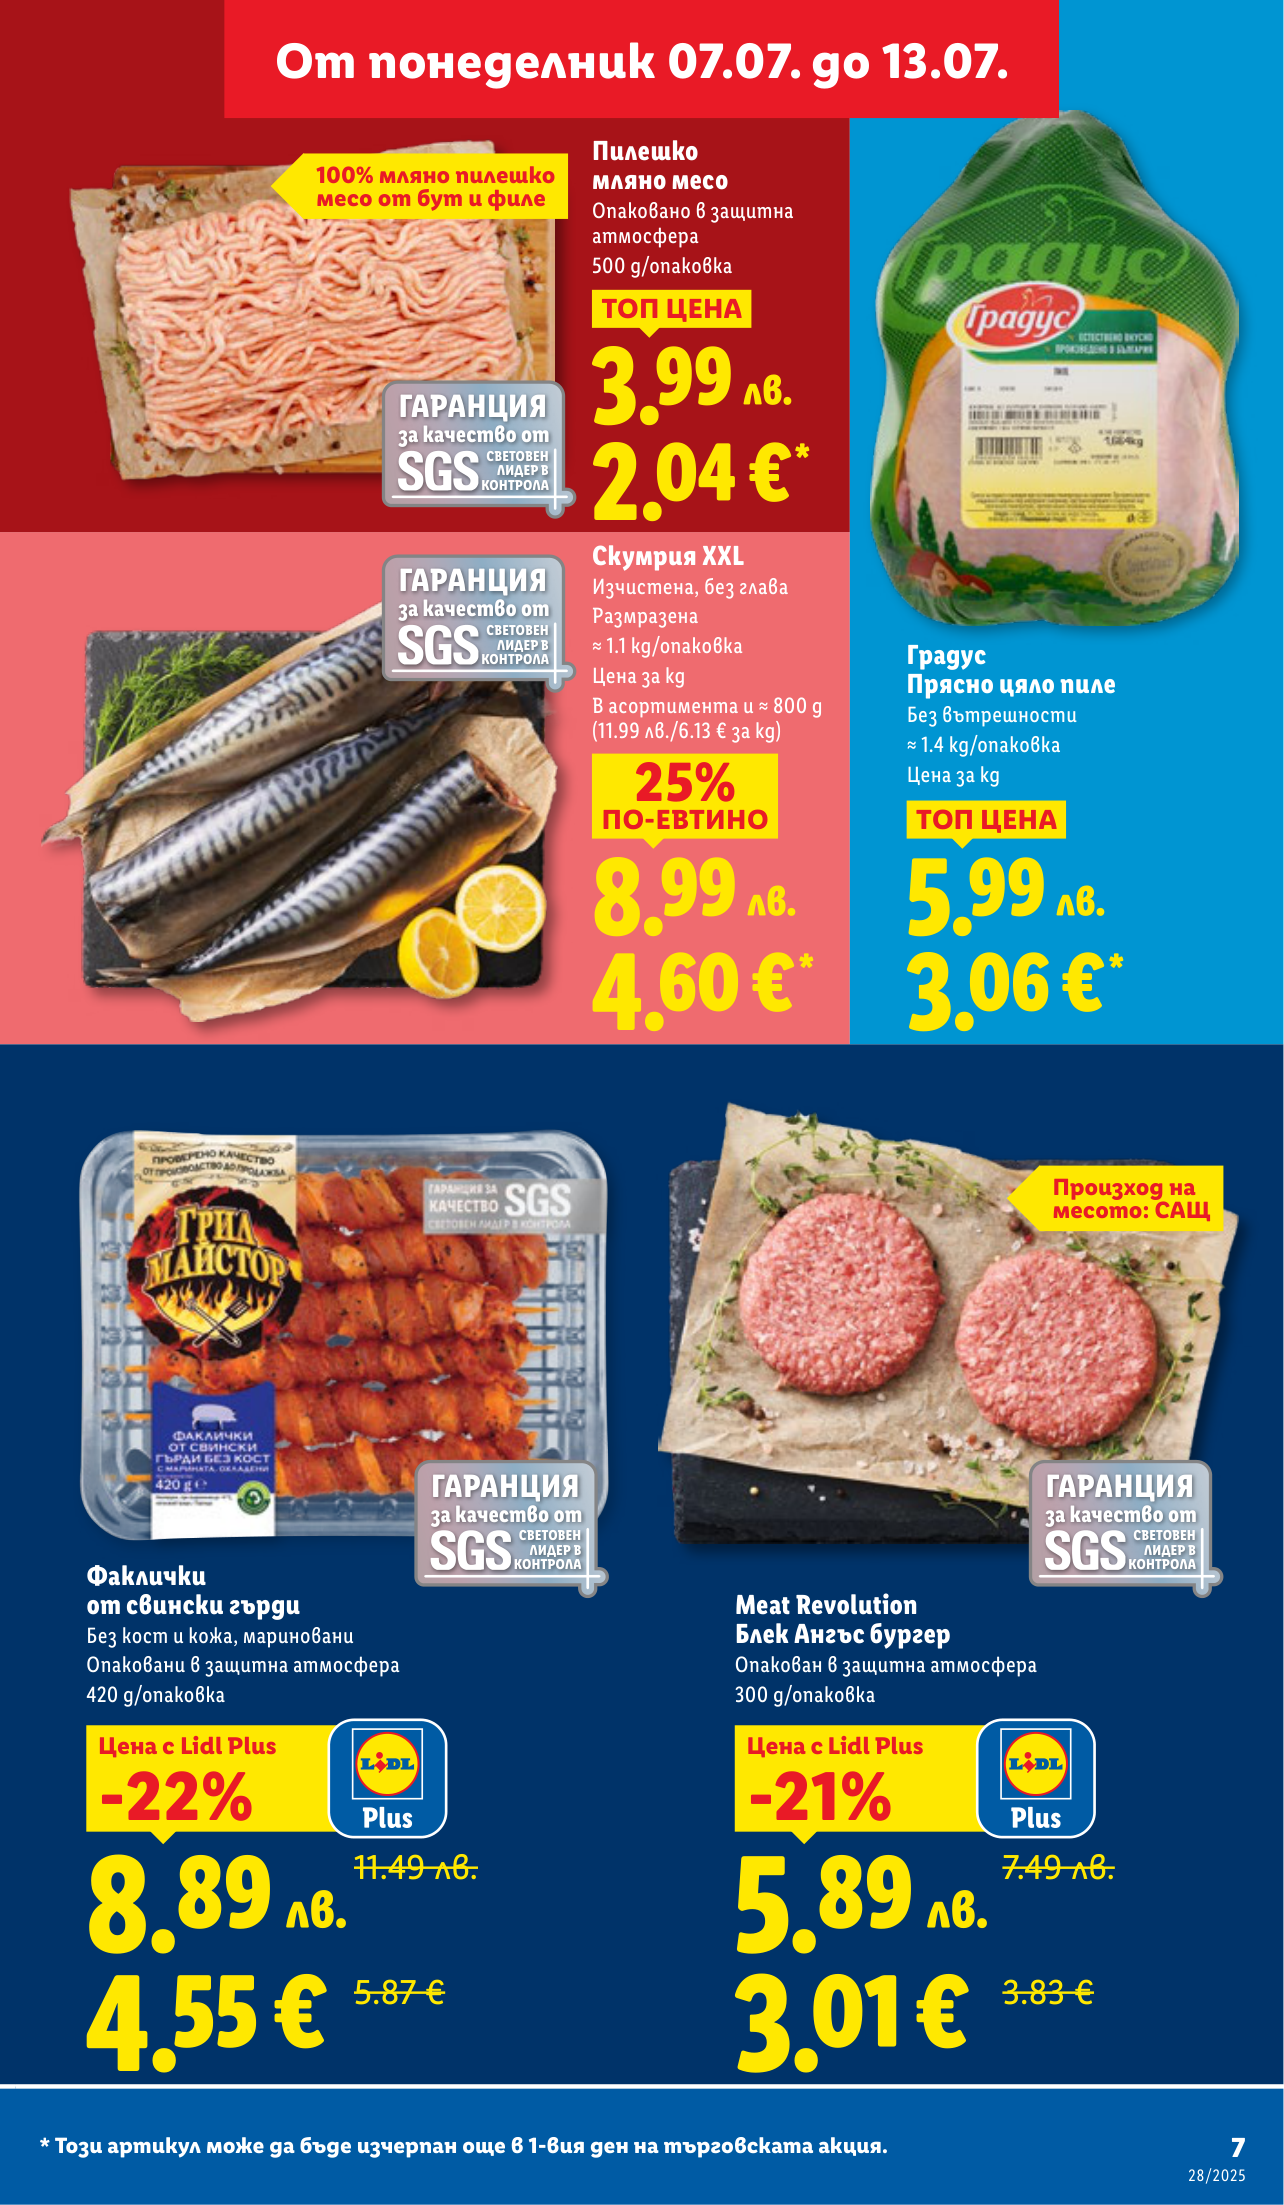 От понеделник 07.07. до 13.07.
100% мляно пилешко
месо от бут и филе
Пилешко
мляно месо
Опаковано в защитна
атмосфера
500 g/опаковка
ТОП ЦЕНА
3.99 лв.
2.04 €*
ГАРАНЦИЯ
за качество от
SGS СВЕТОВЕН
ЛИДЕР В
КОНТРОЛА
Скумрия XXL
Изчистена, без глава
Размразена
≈ 1.1 kg/опаковка
Цена за kg
В асортимента и ≈ 800 g
(11.99 лв./6.13 € за kg)
25%
ПО-ЕВТИНО
8.99 лв.
4.60 €*
ГАРАНЦИЯ
за качество от
SGS СВЕТОВЕН
ЛИДЕР В
КОНТРОЛА
Градус
Градус
ЕСТЕСТВЕНО ВКУСНО
ПРОИЗВЕДЕНО В БЪЛГАРИЯ
Градус
Прясно цяло пиле
Без вътрешности
≈ 1.4 kg/опаковка
Цена за kg
ТОП ЦЕНА
5.99 лв.
3.06 €*
ПРОВЕРЕНО КАЧЕСТВО
ОТ ПРОИЗВОДСТВО ДО ПРОДАЖБА
ГРИЛ
МАЙСТОР
ГАРАНЦИЯ ЗА
КАЧЕСТВО SGS
СВЕТОВЕН ЛИДЕР В КОНТРОЛА
ФАКЛИЧКИ
ОТ СВИНСКИ
ГЪРДИ БЕЗ КОСТ
С МАРИНАТА, ОХЛАДЕНИ
420 g e
ГАРАНЦИЯ
за качество от
SGS СВЕТОВЕН
ЛИДЕР В
КОНТРОЛА
Факлички
от свински гърди
Без кост и кожа, мариновани
Опаковани в защитна атмосфера
420 g/опаковка
Цена с Lidl Plus
-22%
LIDL
Plus
8.89 лв.
11.49 лв.
4.55 €
5.87 €
Произход на
месото: САЩ
ГАРАНЦИЯ
за качество от
SGS СВЕТОВЕН
ЛИДЕР В
КОНТРОЛА
Meat Revolution
Блек Ангъс бургер
Опакован в защитна атмосфера
300 g/опаковка
Цена с Lidl Plus
-21%
LIDL
Plus
5.89 лв.
7.49 лв.
3.01 €
3.83 €
* Този артикул може да бъде изчерпан още в 1-вия ден на търговската акция.
7
28/2025